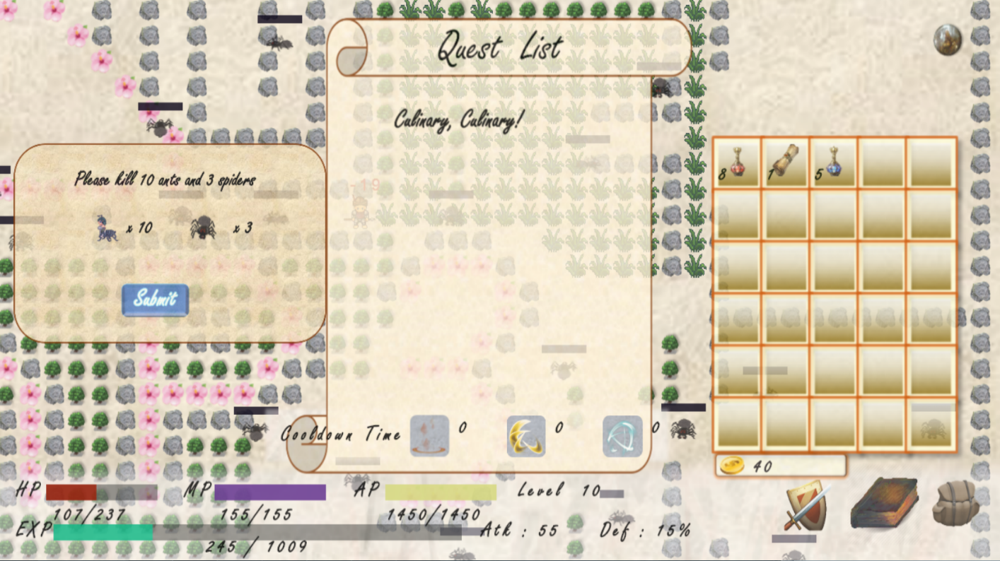 Quest List
Culinary, Culinary!
Please kill 10 ants and 3 spiders
x 10 x 3
Submit
-19
8 1 5
Cooldown Time 0 0 0
40
HP MP AP Level 10
107/237 155/155 1450/1450
EXP Atk : 55 Def : 15%
245 / 1009